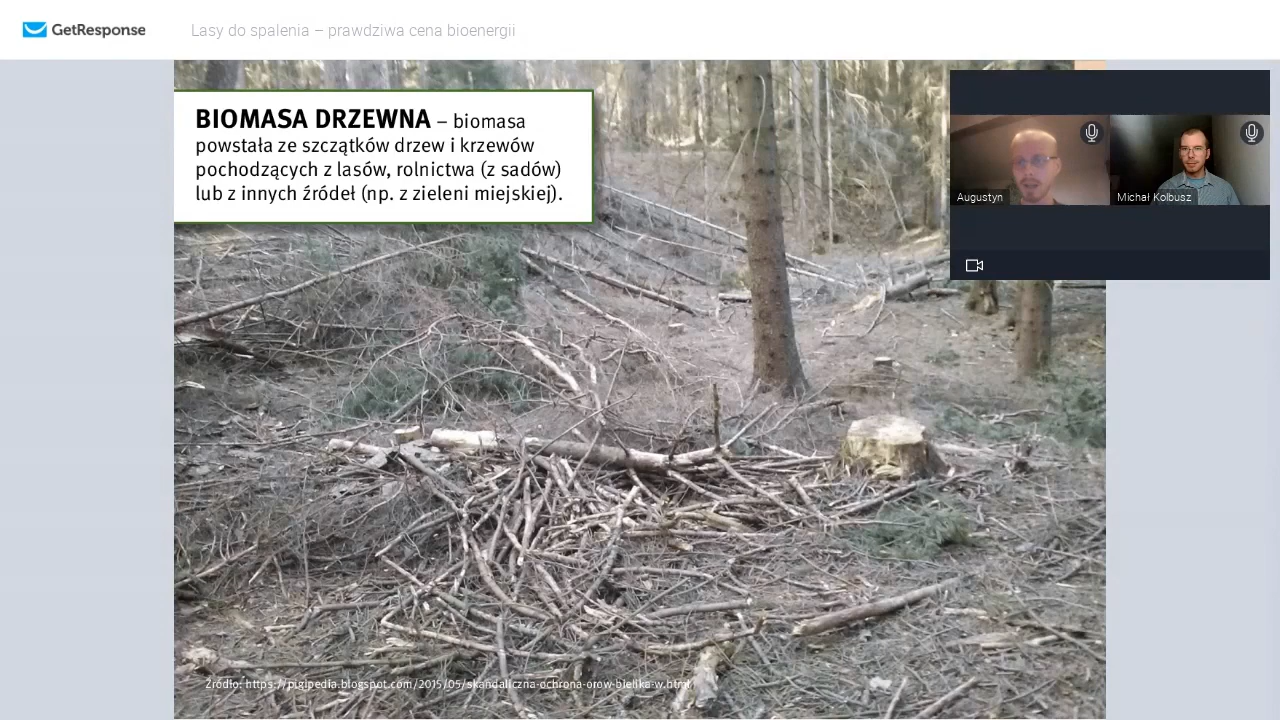 GetResponse
Lasy do spalenia – prawdziwa cena bioenergii
BIOMASA DRZEWNA – biomasa
powstała ze szczątków drzew i krzewów
pochodzących z lasów, rolnictwa (z sadów)
lub z innych źródeł (np. z zieleni miejskiej).
Augustyn
Michał Kolbusz
Źródło: https://pigipedia.blogspot.com/2015/05/skandaliczna-ochrona-orow-bielika-w.html